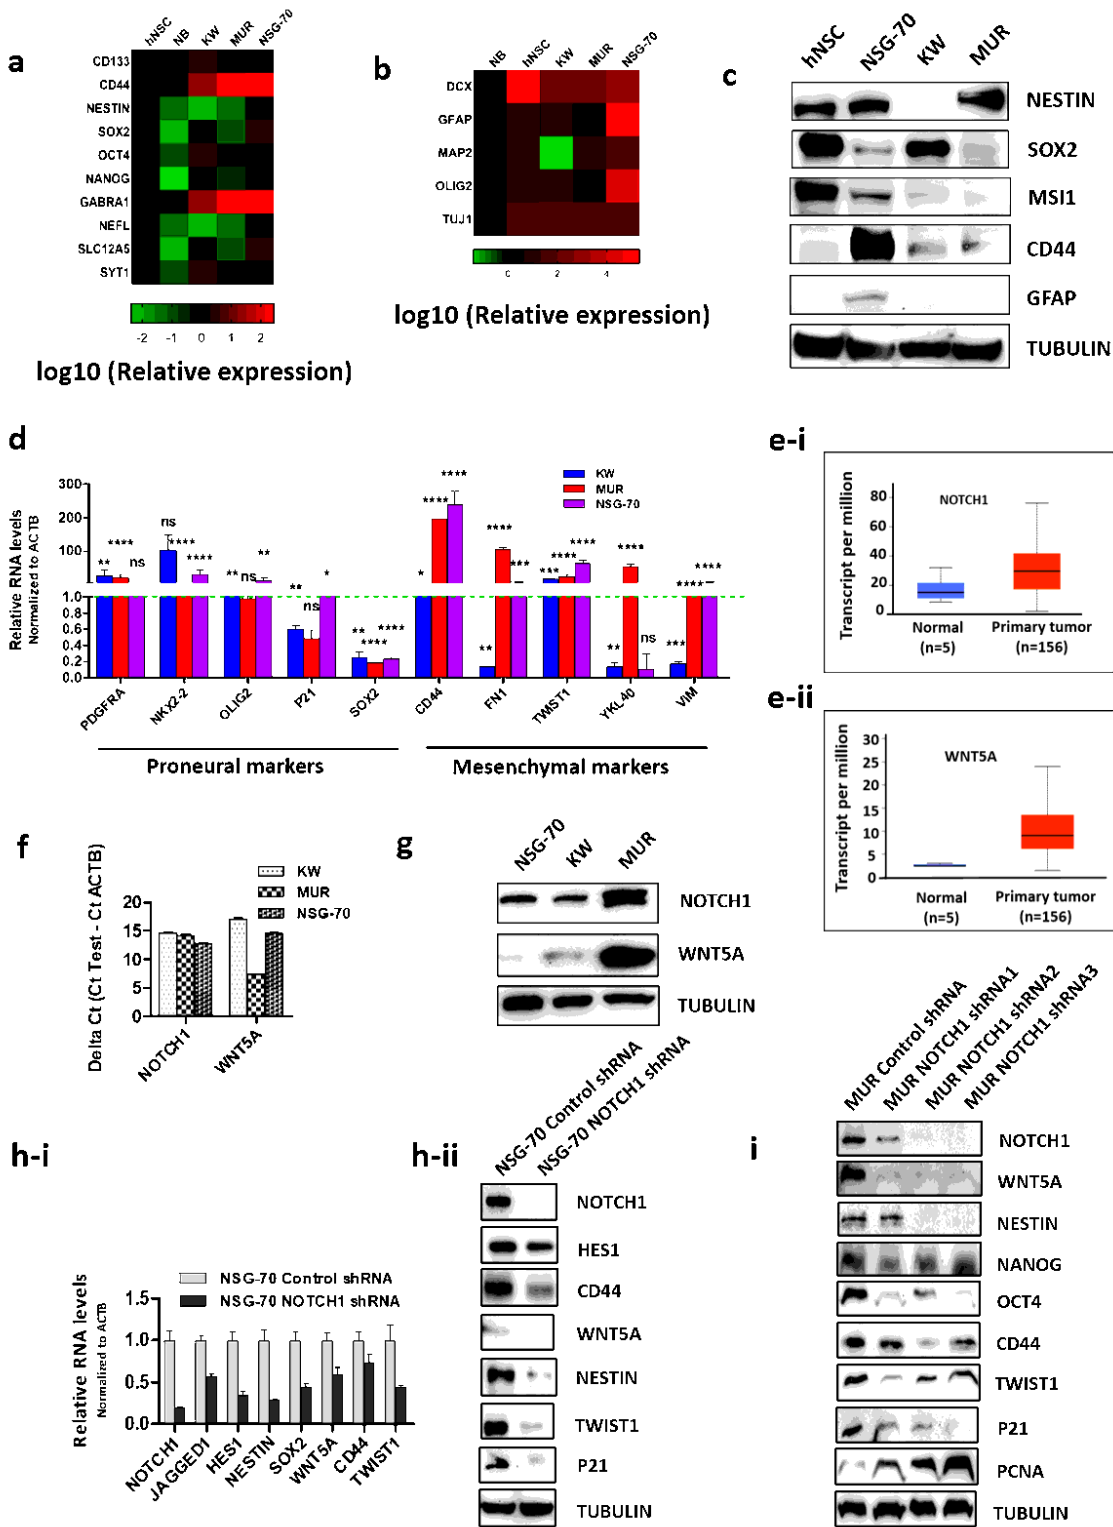 a
hNSC NB KW MUR NSG-70
CD133
CD44
NESTIN
SOX2
OCT4
NANOG
GABRA1
NEFL
SLC12A5
SYT1
-2 -1 0 1 2
log10 (Relative expression)
b
NB hNSC KW MUR NSG-70
DCX
GFAP
MAP2
OLIG2
TUJ1
0 2 4
log10 (Relative expression)
c
hNSC NSG-70 KW MUR
NESTIN
SOX2
MSI1
CD44
GFAP
TUBULIN
d
Relative RNA levels
Normalized to ACTB
300
200
100
1.0
0.8
0.6
0.4
0.2
0.0
KW
MUR
NSG-70
** **** ns
ns **** ****
** ns **
** ns *
** **** ****
* **** ****
** **** ***
*** **** ****
** **** ns
*** **** ****
PDGFRA NKX2-2 OLIG2 P21 SOX2 CD44 FN1 TWIST1 YKL40 VIM
Proneural markers Mesenchymal markers
e-i
Transcript per million
80
60
40
20
0
NOTCH1
Normal Primary tumor
(n=5) (n=156)
e-ii
Transcript per million
30
25
20
15
10
5
0
WNT5A
Normal Primary tumor
(n=5) (n=156)
f
Delta Ct (Ct Test - Ct ACTB)
20
15
10
5
0
KW
MUR
NSG-70
NOTCH1 WNT5A
g
NSG-70 KW MUR
NOTCH1
WNT5A
TUBULIN
h-i
Relative RNA levels
Normalized to ACTB
NSG-70 Control shRNA
NSG-70 NOTCH1 shRNA
1.5
1.0
0.5
0.0
NOTCH1 JAGGED1 HES1 NESTIN SOX2 WNT5A CD44 TWIST1
h-ii
NSG-70 Control shRNA
NSG-70 NOTCH1 shRNA
NOTCH1
HES1
CD44
WNT5A
NESTIN
TWIST1
P21
TUBULIN
i
MUR Control shRNA
MUR NOTCH1 shRNA1
MUR NOTCH1 shRNA2
MUR NOTCH1 shRNA3
NOTCH1
WNT5A
NESTIN
NANOG
OCT4
CD44
TWIST1
P21
PCNA
TUBULIN